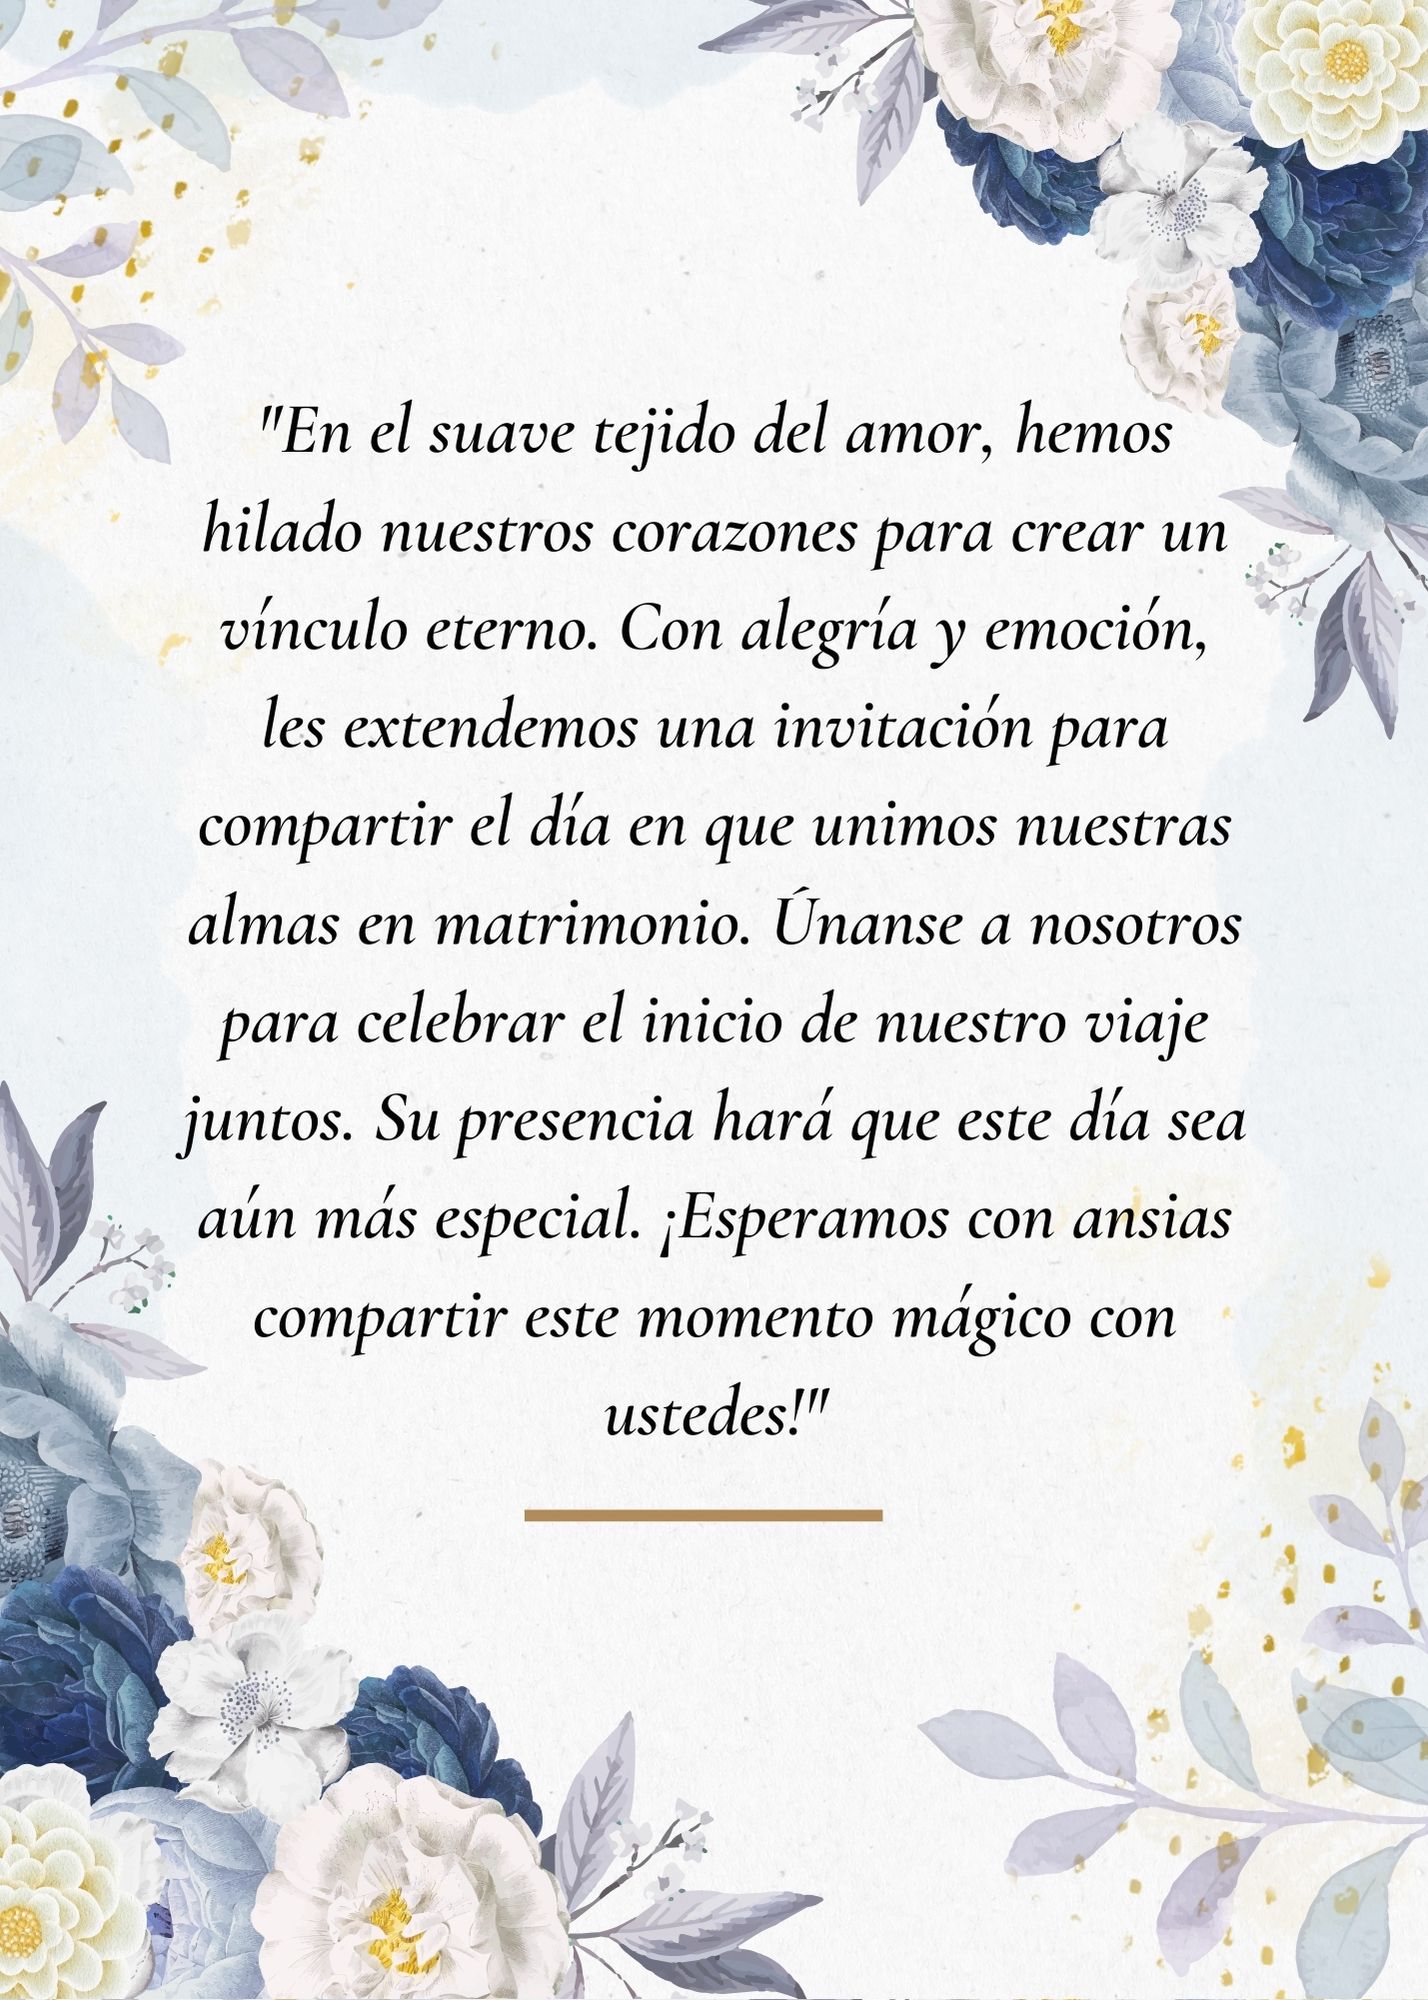 "En el suave tejido del amor, hemos
hilado nuestros corazones para crear un
vínculo eterno. Con alegría y emoción,
les extendemos una invitación para
compartir el día en que unimos nuestras
almas en matrimonio. Únanse a nosotros
para celebrar el inicio de nuestro viaje
juntos. Su presencia hará que este día sea
aún más especial. ¡Esperamos con ansias
compartir este momento mágico con
ustedes!"